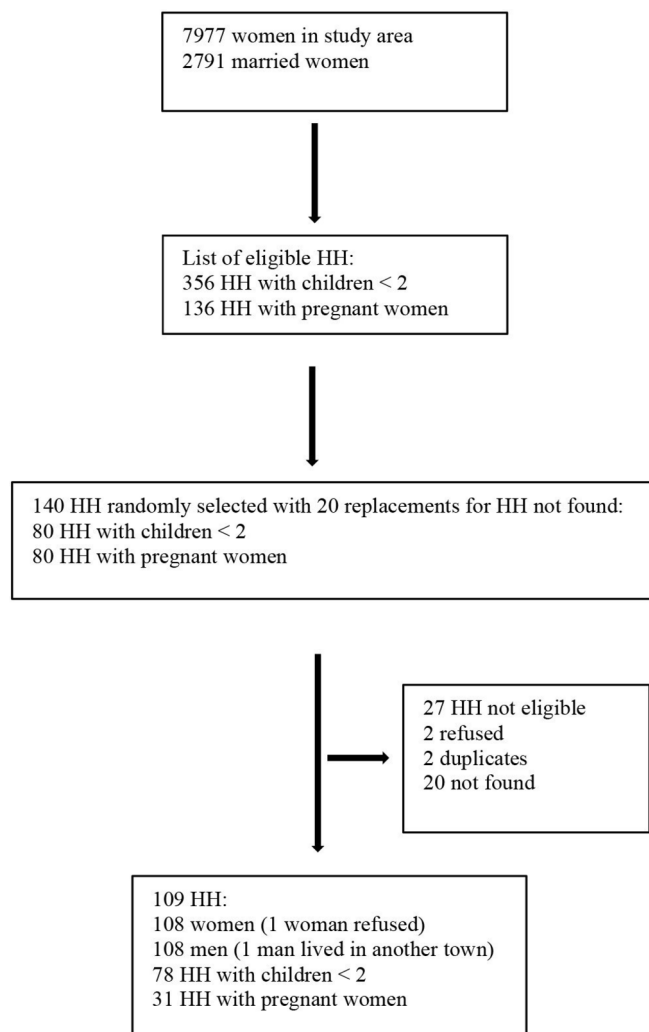 7977 women in study area
2791 married women
List of eligible HH:
356 HH with children < 2
136 HH with pregnant women
140 HH randomly selected with 20 replacements for HH not found:
80 HH with children < 2
80 HH with pregnant women
27 HH not eligible
2 refused
2 duplicates
20 not found
109 HH:
108 women (1 woman refused)
108 men (1 man lived in another town)
78 HH with children < 2
31 HH with pregnant women